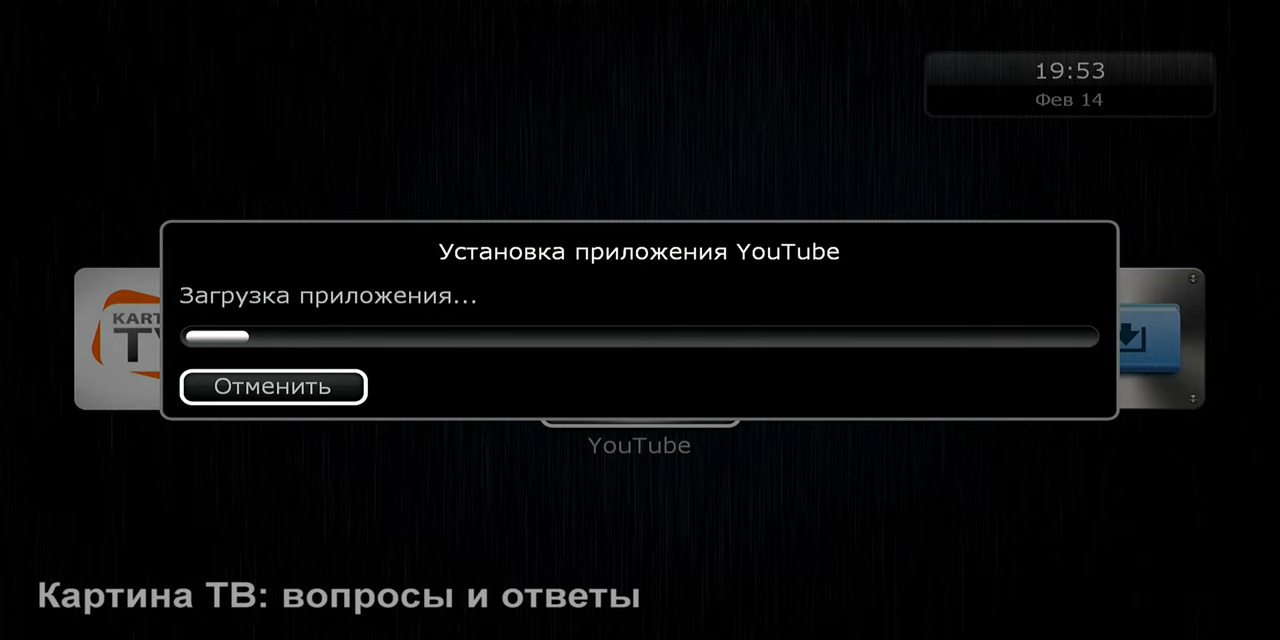 19:53
Фев 14
Установка приложения YouTube
Загрузка приложения...
Отменить
YouTube
Картина ТВ: вопросы и ответы